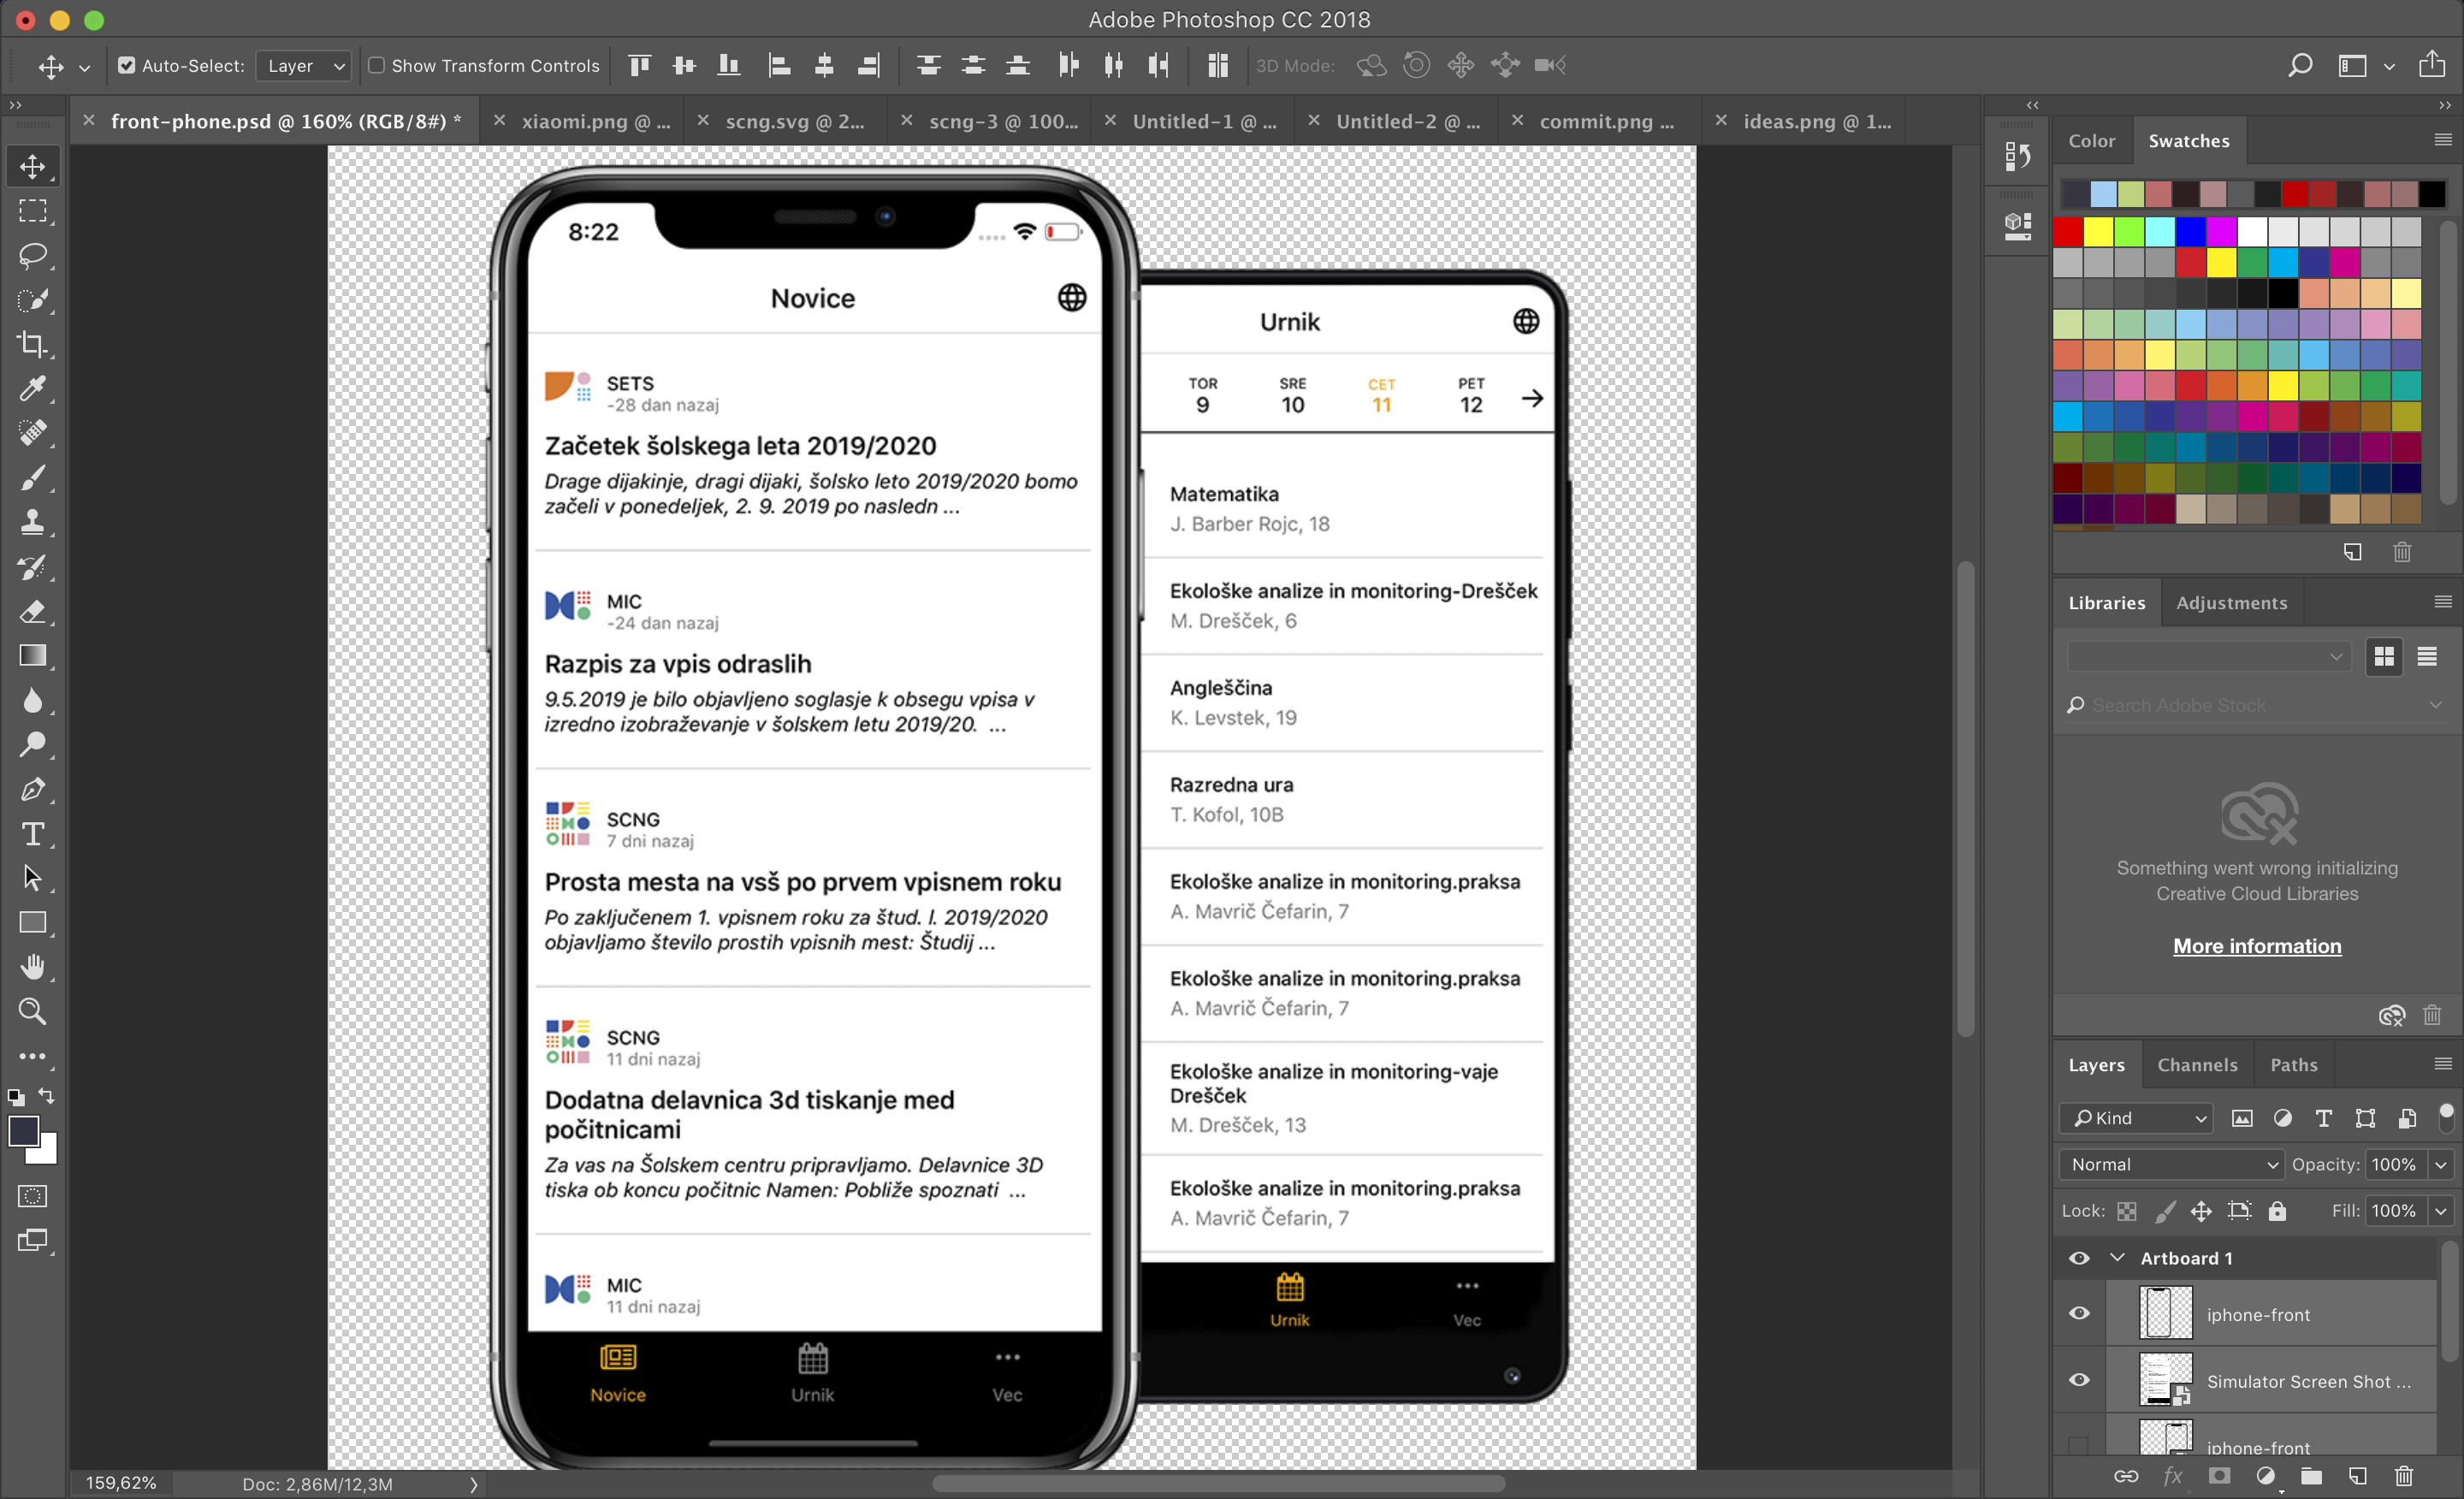 Adobe Photoshop CC 2018
Auto-Select: Layer Show Transform Controls 3D Mode:
front-phone.psd @ 160% (RGB/8#) * xiaomi.png @ ... scng.svg @ 2... scng-3 @ 100... Untitled-1 @ ... Untitled-2 @ ... commit.png ... ideas.png @ 1...
8:22
Novice
SETS
-28 dan nazaj
Začetek šolskega leta 2019/2020
Drage dijakinje, dragi dijaki, šolsko leto 2019/2020 bomo
začeli v ponedeljek, 2. 9. 2019 po nasledn ...
MIC
-24 dan nazaj
Razpis za vpis odraslih
9.5.2019 je bilo objavljeno soglasje k obsegu vpisa v
izredno izobraževanje v šolskem letu 2019/20. ...
SCNG
7 dni nazaj
Prosta mesta na vsš po prvem vpisnem roku
Po zaključenem 1. vpisnem roku za štud. l. 2019/2020
objavljamo število prostih vpisnih mest: Študij ...
SCNG
11 dni nazaj
Dodatna delavnica 3d tiskanje med
počitnicami
Za vas na Šolskem centru pripravljamo. Delavnice 3D
tiska ob koncu počitnic Namen: Pobliže spoznati ...
MIC
11 dni nazaj
Novice Urnik Vec
Urnik
TOR SRE CET PET
9 10 11 12
Matematika
J. Barber Rojc, 18
Ekološke analize in monitoring-Drešček
M. Drešček, 6
Angleščina
K. Levstek, 19
Razredna ura
T. Kofol, 10B
Ekološke analize in monitoring.praksa
A. Mavrič Čefarin, 7
Ekološke analize in monitoring.praksa
A. Mavrič Čefarin, 7
Ekološke analize in monitoring-vaje
Drešček
M. Drešček, 13
Ekološke analize in monitoring.praksa
A. Mavrič Čefarin, 7
Urnik Vec
Color Swatches
Libraries Adjustments
Search Adobe Stock
Something went wrong initializing
Creative Cloud Libraries
More information
Layers Channels Paths
Kind
Normal Opacity: 100%
Lock: Fill: 100%
Artboard 1
iphone-front
Simulator Screen Shot ...
iphone-front
fx
159,62% Doc: 2,86M/12,3M